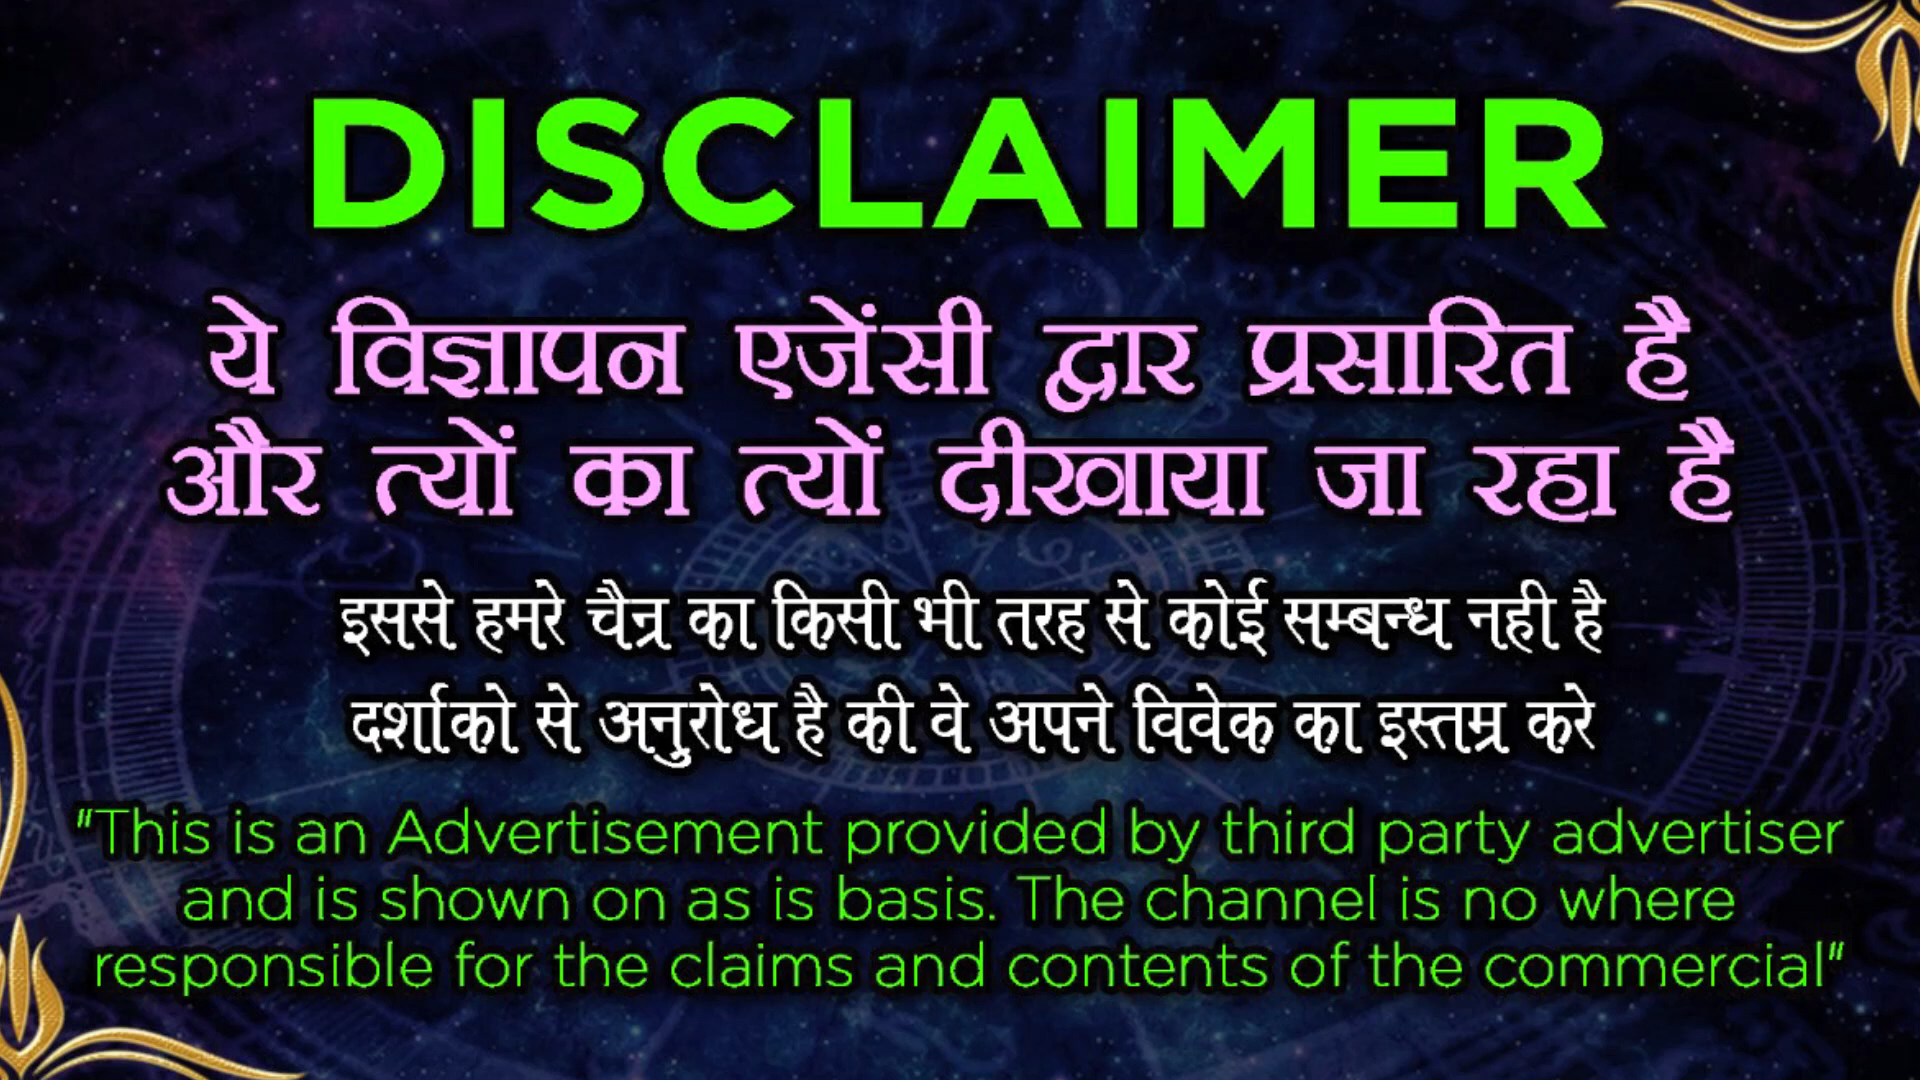 DISCLAIMER
ये विज्ञापन एजेंसी द्वार प्रसारित है
और त्यों का त्यों दीखाया जा रहा है
इससे हमरे चैन्र का किसी भी तरह से कोई सम्बन्ध नही है
दर्शाको से अनुरोध है की वे अपने विवेक का इस्तम्र करे
"This is an Advertisement provided by third party advertiser
and is shown on as is basis. The channel is no where
responsible for the claims and contents of the commercial"